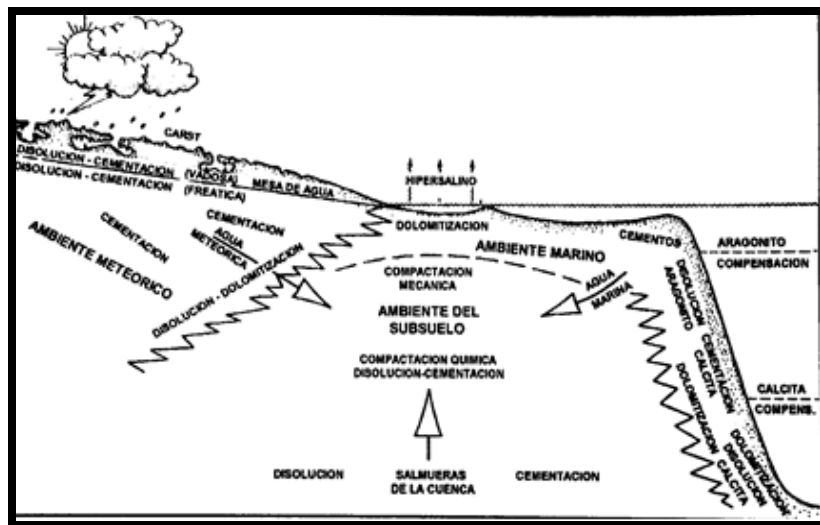 CARST
DISOLUCION - CEMENTACION (VADOSA)
DISOLUCION - CEMENTACION (FREATICA)
MESA DE AGUA
HIPERSALINO
DOLOMITIZACION
CEMENTACION
CEMENTACION
AGUA
METEORICA
AMBIENTE METEORICO
DISOLUCION - DOLOMITIZACION
COMPACTACION
MECANICA
AMBIENTE MARINO
CEMENTOS
ARAGONITO
COMPENSACION
AGUA
MARINA
AMBIENTE DEL
SUBSUELO
COMPACTACION QUIMICA
DISOLUCION-CEMENTACION
DISOLUCION
ARAGONITO
CEMENTACION
CALCITA
DOLOMITIZACION
DISOLUCION
CALCITA
DOLOMITIZACION
CALCITA
COMPENS.
DISOLUCION
SALMUERAS
DE LA CUENCA
CEMENTACION